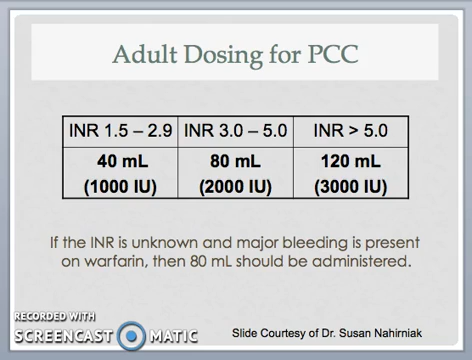 Adult Dosing for PCC
INR 1.5 – 2.9 INR 3.0 – 5.0 INR > 5.0
40 mL 80 mL 120 mL
(1000 IU) (2000 IU) (3000 IU)
If the INR is unknown and major bleeding is present
on warfarin, then 80 mL should be administered.
RECORDED WITH
SCREENCAST MATIC
Slide Courtesy of Dr. Susan Nahirniak